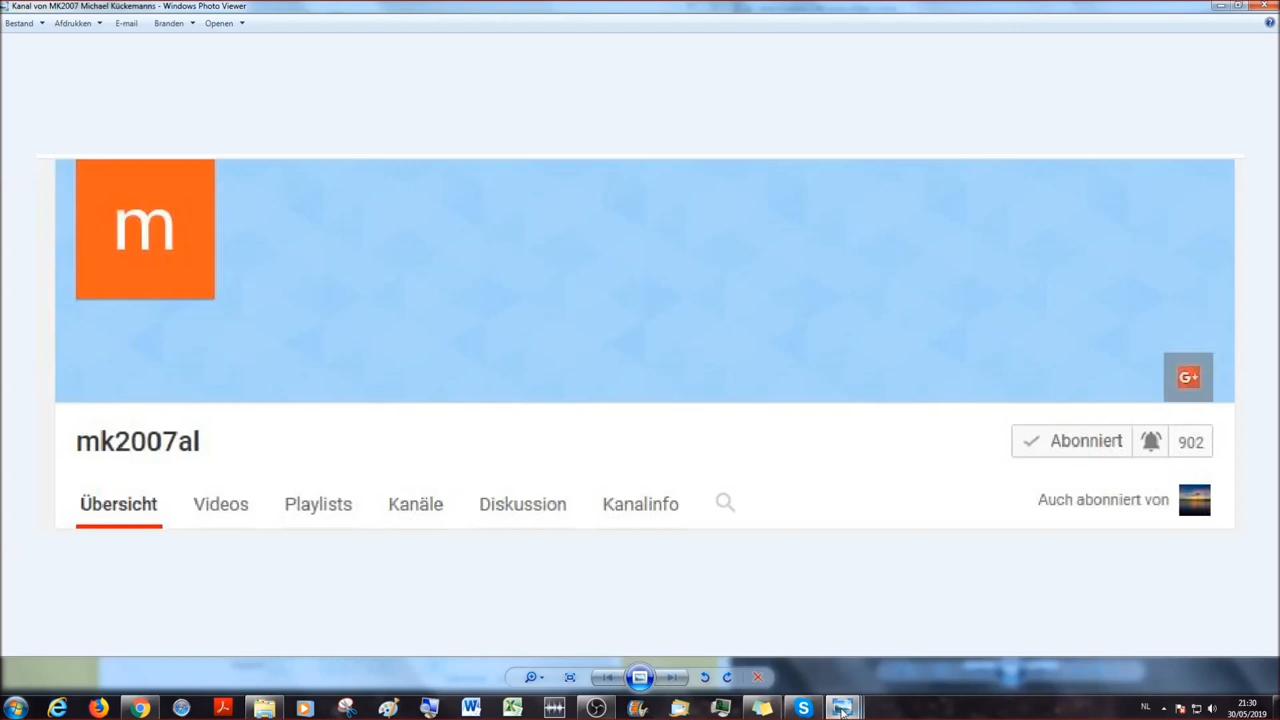 Kanal von MK2007 Michael Kückemanns - Windows Photo Viewer
Bestand Afdrukken E-mail Branden Openen
m
G+
mk2007al
Abonniert 902
Übersicht Videos Playlists Kanäle Diskussion Kanalinfo
Auch abonniert von
NL
21:30
30/05/2019